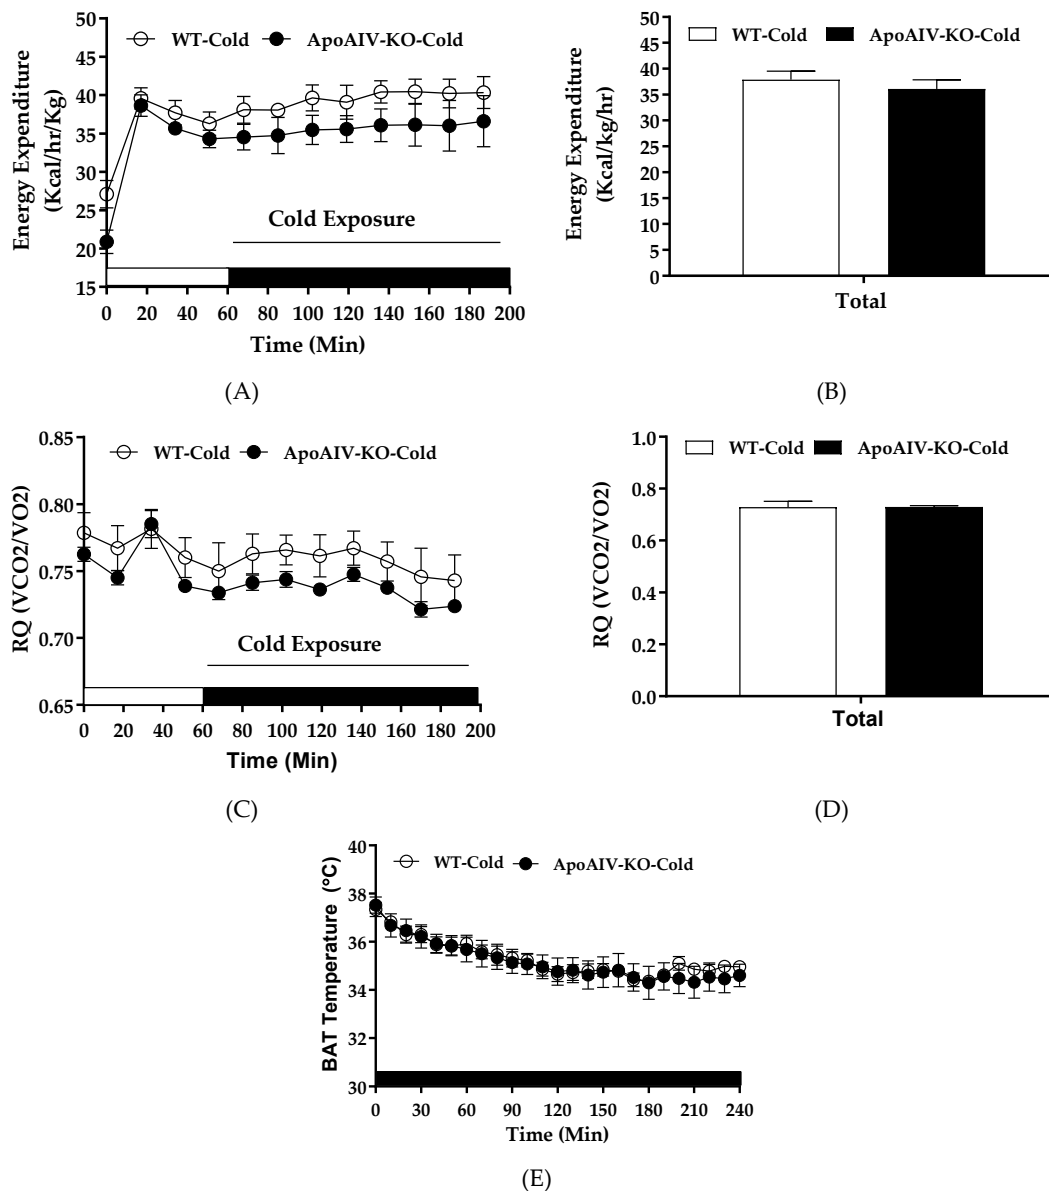 50
45
40
35
30
25
20
15
Energy Expenditure
(Kcal/hr/Kg)
WT-Cold
ApoAIV-KO-Cold
Cold Exposure
0 20 40 60 80 100 120 140 160 180 200
Time (Min)
(A)
50
45
40
35
30
25
20
15
10
5
0
Energy Expenditure
(Kcal/kg/hr)
WT-Cold
ApoAIV-KO-Cold
Total
(B)
0.85
0.80
0.75
0.70
0.65
RQ (VCO2/VO2)
WT-Cold
ApoAIV-KO-Cold
Cold Exposure
0 20 40 60 80 100 120 140 160 180 200
Time (Min)
(C)
1.0
0.8
0.6
0.4
0.2
0.0
RQ (VCO2/VO2)
WT-Cold
ApoAIV-KO-Cold
Total
(D)
40
38
36
34
32
30
BAT Temperature (°C)
WT-Cold
ApoAIV-KO-Cold
0 30 60 90 120 150 180 210 240
Time (Min)
(E)